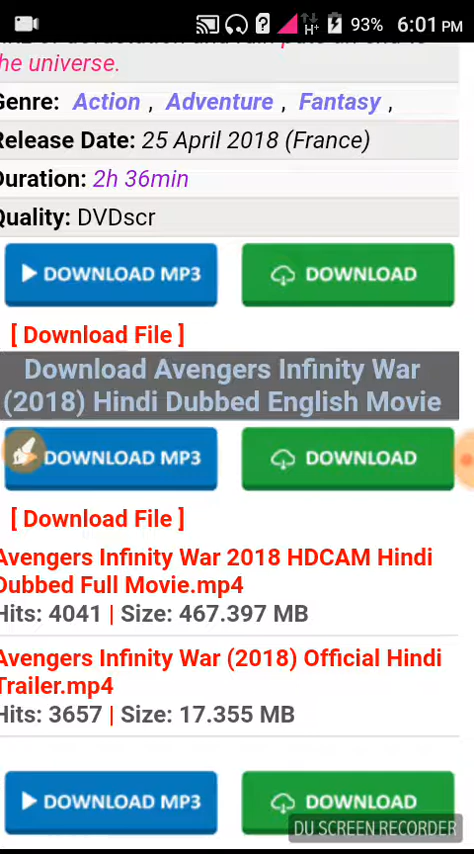 93% 6:01 PM
he universe.
Genre: Action , Adventure , Fantasy ,
Release Date: 25 April 2018 (France)
Duration: 2h 36min
Quality: DVDscr
DOWNLOAD MP3 DOWNLOAD
[ Download File ]
Download Avengers Infinity War
(2018) Hindi Dubbed English Movie
DOWNLOAD MP3 DOWNLOAD
[ Download File ]
Avengers Infinity War 2018 HDCAM Hindi
Dubbed Full Movie.mp4
Hits: 4041 | Size: 467.397 MB
Avengers Infinity War (2018) Official Hindi
Trailer.mp4
Hits: 3657 | Size: 17.355 MB
DOWNLOAD MP3 DOWNLOAD
DU SCREEN RECORDER